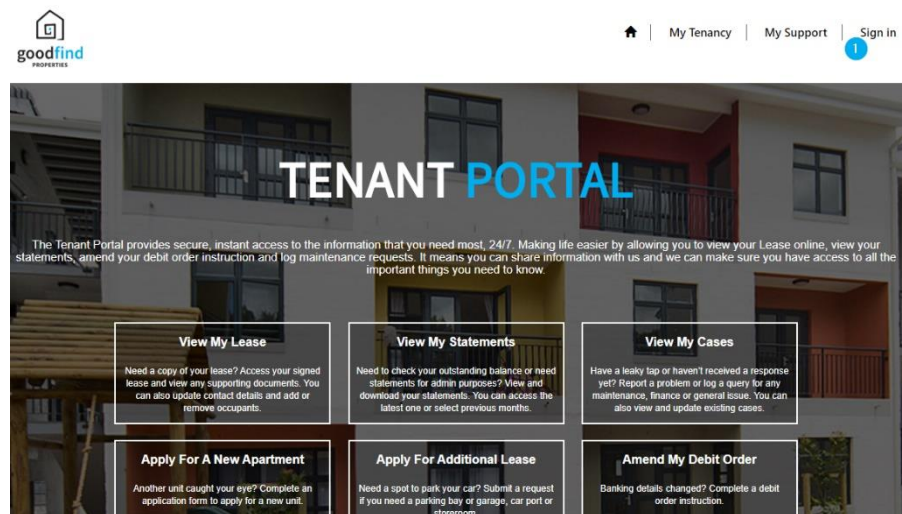 goodfind
PROPERTIES
My Tenancy
My Support
Sign in
1
TENANT PORTAL
The Tenant Portal provides secure, instant access to the information that you need most, 24/7. Making life easier by allowing you to view your Lease online, view your
statements, amend your debit order instruction and log maintenance requests. It means you can share information with us and we can make sure you have access to all the
important things you need to know.
View My Lease
Need a copy of your lease? Access your signed
lease and view any supporting documents. You
can also update contact details and add or
remove occupants.
View My Statements
Need to check your outstanding balance or need
statements for admin purposes? View and
download your statements. You can access the
latest one or select previous months.
View My Cases
Have a leaky tap or haven't received a response
yet? Report a problem or log a query for any
maintenance, finance or general issue. You can
also view and update existing cases.
Apply For A New Apartment
Another unit caught your eye? Complete an
application form to apply for a new unit.
Apply For Additional Lease
Need a spot to park your car? Submit a request
if you need a parking bay or garage, car port or
storeroom
Amend My Debit Order
Banking details changed? Complete a debit
order instruction.